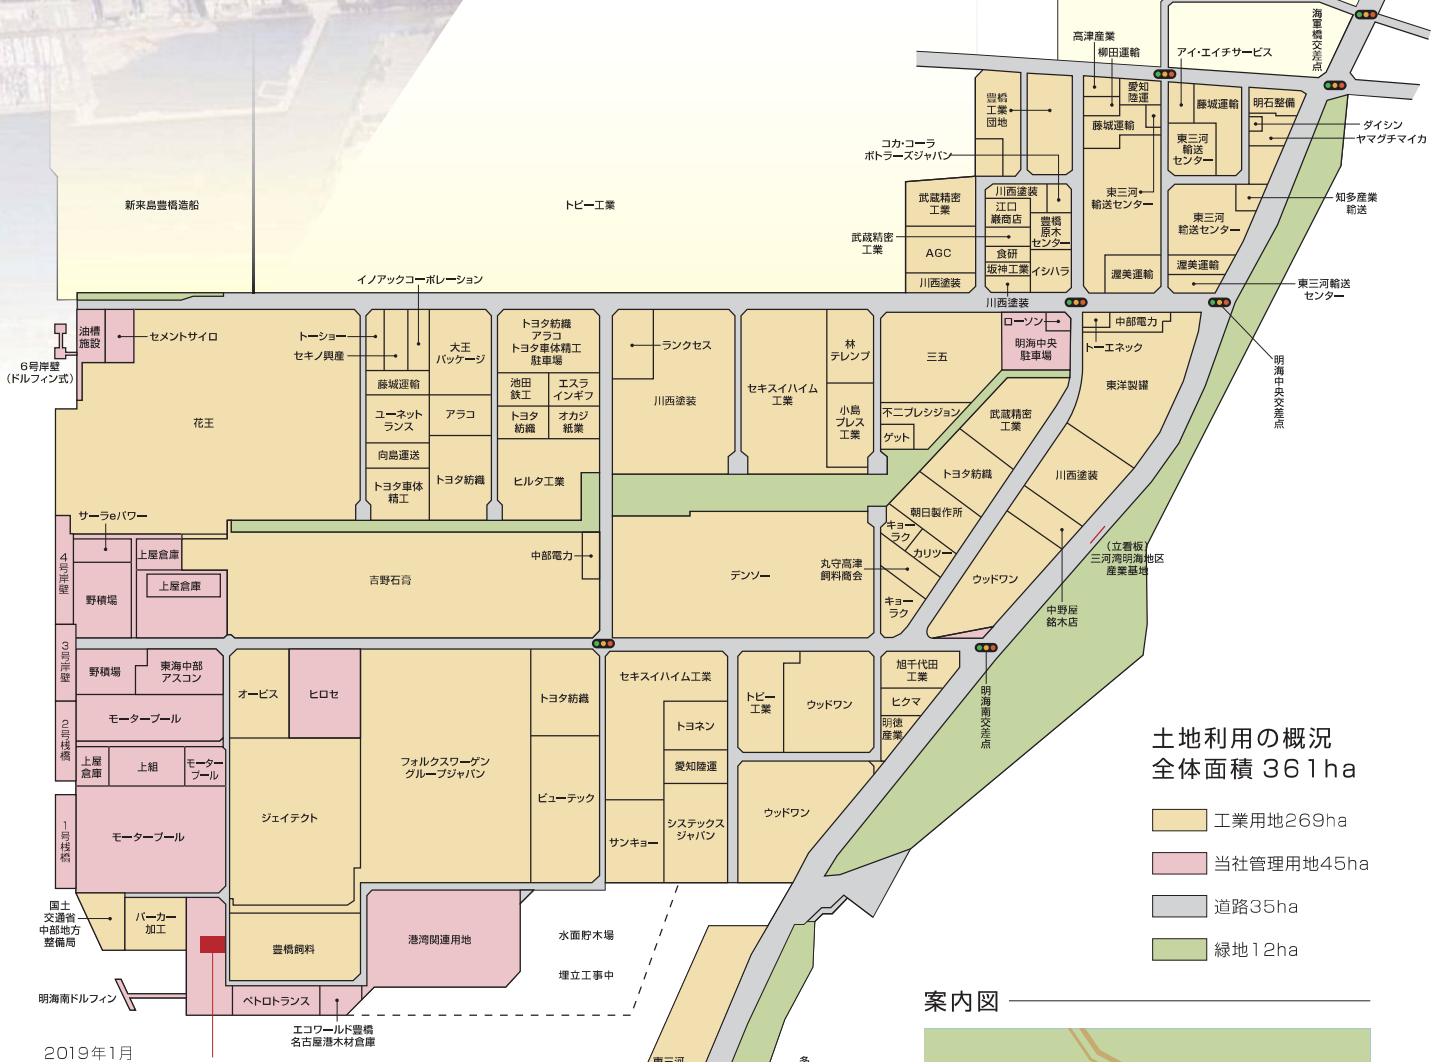 海軍橋交差点
高津産業
柳田運輸
アイ・エイチサービス
豊橋
工業
団地
愛知
陸運
藤城運輸
藤城運輸
明石整備
ダイシン
ヤマグチマイカ
コカ・コーラ
ボトラーズジャパン
東三河
輸送
センター
新来島豊橋造船
トピー工業
武蔵精密
工業
川西塗装
江口
巌商店
東三河
輸送センター
知多産業
輸送
武蔵精密
工業
豊橋
原木
センター
東三河
輸送センター
AGC
食研
坂神工業
イシハラ
渥美運輸
渥美運輸
川西塗装
川西塗装
東三河輸送
センター
イノアックコーポレーション
油槽
施設
セメントサイロ
6号岸壁
(ドルフィン式)
トーショー
セキノ興産
大王
パッケージ
トヨタ紡織
アラコ
トヨタ車体精工
駐車場
ランクセス
林
テレンプ
三五
ローソン
明海中央
駐車場
中部電力
トーエネック
明海中央交差点
花王
藤城運輸
ユーネット
ランス
アラコ
向島運送
トヨタ車体
精工
トヨタ紡織
池田
鉄工
エスラ
インギフ
トヨタ
紡織
オカジ
紙業
ヒルタ工業
川西塗装
セキスイハイム
工業
小島
プレス
工業
不二プレシジョン
ゲット
武蔵精密
工業
東洋製罐
トヨタ紡織
川西塗装
朝日製作所
キョー
ラク
カリツー
丸守高津
飼料商会
キョー
ラク
ウッドワン
中野屋
銘木店
(立看板)
三河湾明海地区
産業基地
サーラeパワー
4号岸壁
上屋倉庫
上屋倉庫
野積場
吉野石膏
中部電力
デンソー
3号岸壁
野積場
東海中部
アスコン
モータープール
2号桟橋
上屋
倉庫
上組
モーター
プール
モータープール
1号桟橋
オービス
ヒロセ
フォルクスワーゲン
グループジャパン
トヨタ紡織
ジェイテクト
ビューテック
セキスイハイム工業
トヨネン
愛知陸運
サンキョー
システックス
ジャパン
トピー
工業
ウッドワン
旭千代田
工業
ヒクマ
明徳
産業
明海南交差点
ウッドワン
国土
交通省
中部地方
整備局
パーカー
加工
豊橋飼料
港湾関連用地
水面貯木場
埋立工事中
明海南ドルフィン
ペトロトランス
エコワールド豊橋
名古屋港木材倉庫
2019年1月
東三河
土地利用の概況
全体面積 361ha
工業用地269ha
当社管理用地45ha
道路35ha
緑地12ha
案内図